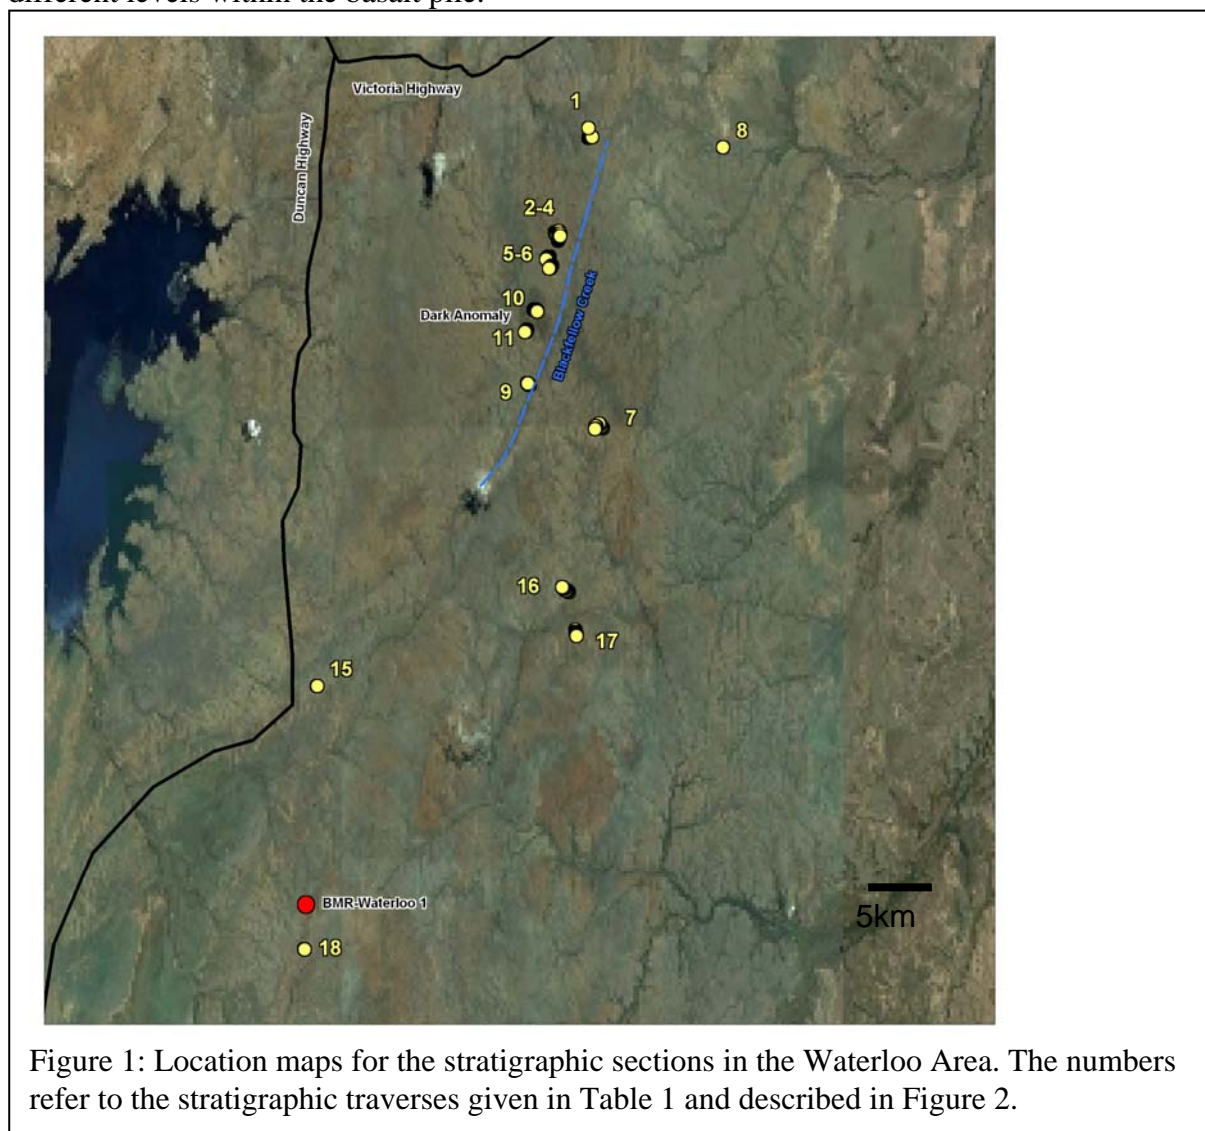 different levels within the basalt pile.
Victoria Highway
1
8
Duncan Highway
2-4
5-6
10
Dark Anomaly
11
Blackfellow Creek
9
7
16
17
15
5km
BMR-Waterloo 1
18
Figure 1: Location maps for the stratigraphic sections in the Waterloo Area. The numbers
refer to the stratigraphic traverses given in Table 1 and described in Figure 2.